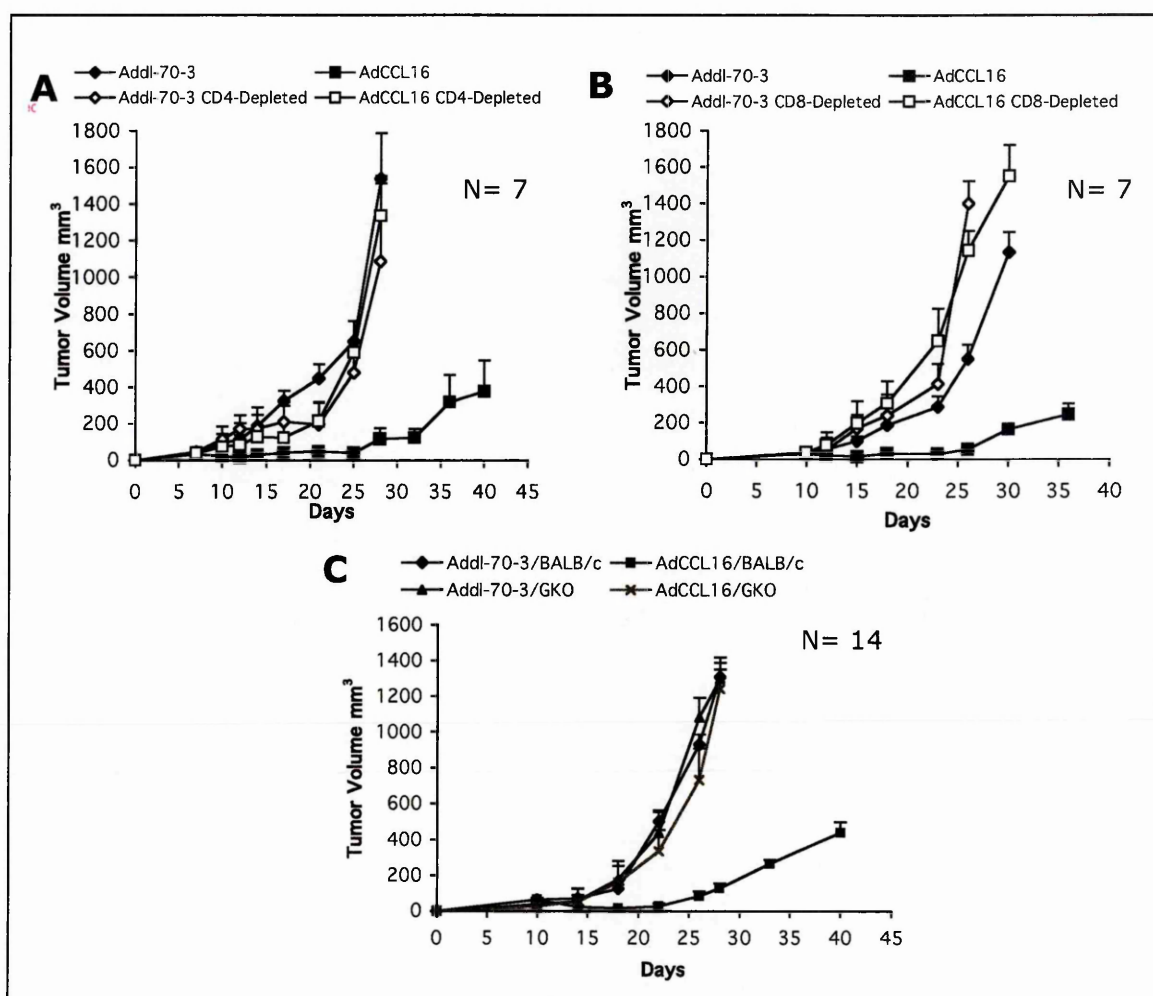 A
Addl-70-3
AdCCL16
Addl-70-3 CD4-Depleted
AdCCL16 CD4-Depleted
N= 7
Tumor Volume mm³
1800
1600
1400
1200
1000
800
600
400
200
0
0 5 10 15 20 25 30 35 40 45
Days
B
Addl-70-3
AdCCL16
Addl-70-3 CD8-Depleted
AdCCL16 CD8-Depleted
N= 7
Tumor Volume mm³
1800
1600
1400
1200
1000
800
600
400
200
0
0 5 10 15 20 25 30 35 40
Days
C
Addl-70-3/BALB/c
AdCCL16/BALB/c
Addl-70-3/GKO
AdCCL16/GKO
N= 14
Tumor Volume mm³
1600
1400
1200
1000
800
600
400
200
0
0 5 10 15 20 25 30 35 40 45
Days